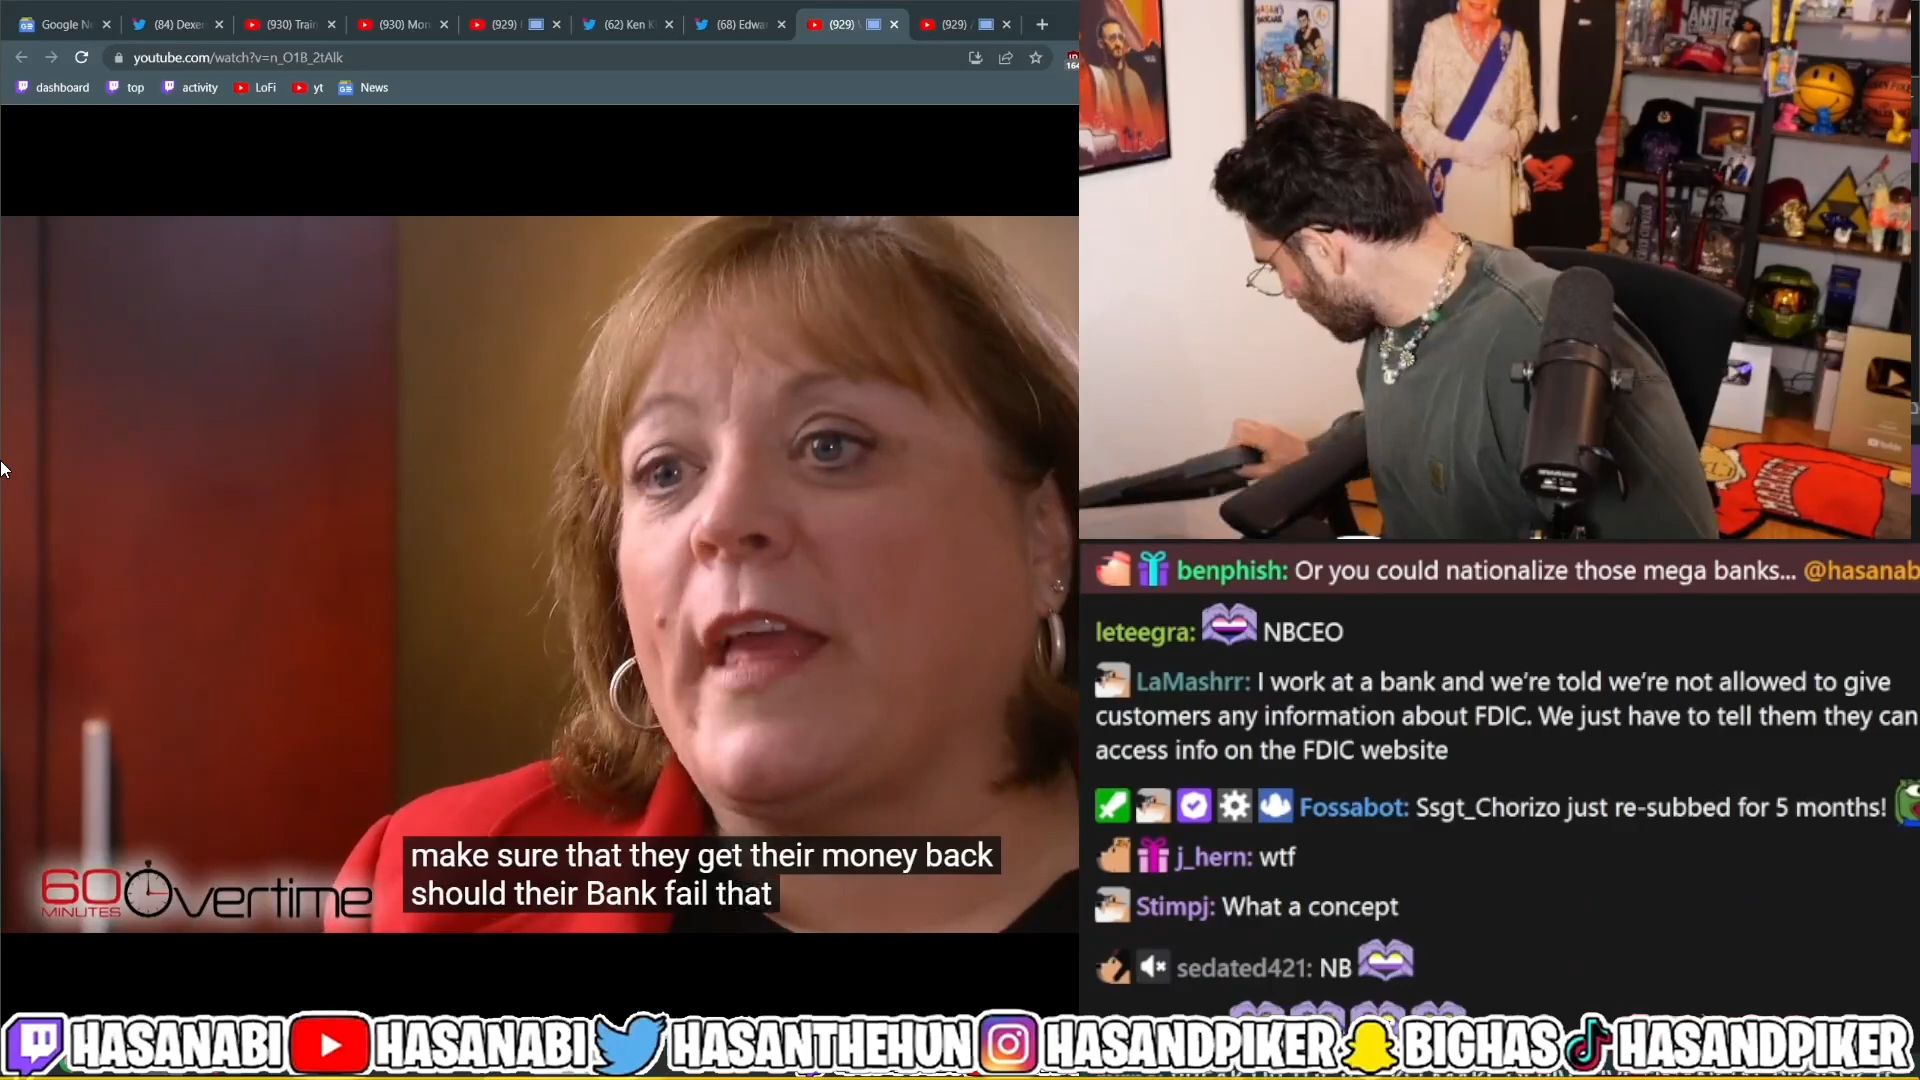 Google Ne
(84) Dexer
(930) Train
(930) Mon
(929)
(62) Ken K
(68) Edwa
(929)
(929)
youtube.com/watch?v=n_O1B_2tAlk
164
dashboard
top
activity
LoFi
yt
News
60 MINUTES Overtime
make sure that they get their money back
should their Bank fail that
benphish: Or you could nationalize those mega banks... @hasanab
leteegra: NBCEO
LaMashrr: I work at a bank and we're told we're not allowed to give
customers any information about FDIC. We just have to tell them they can
access info on the FDIC website
Fossabot: Ssgt_Chorizo just re-subbed for 5 months!
j_hern: wtf
Stimpj: What a concept
sedated421: NB
HASANABI HASANABI HASANTHEHUN HASANDPIKER BIGHAS HASANDPIKER